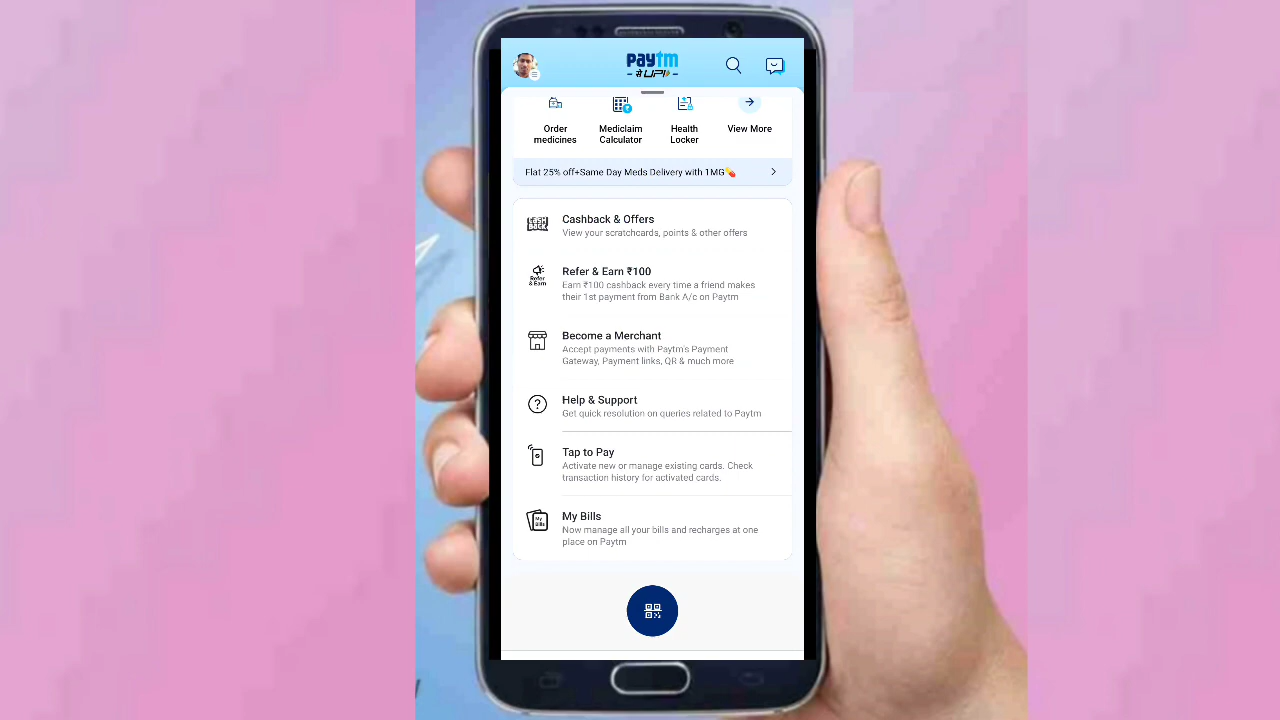 paytm
से UPI
Order medicines
Mediclaim Calculator
Health Locker
View More
Flat 25% off+Same Day Meds Delivery with 1MG💊
Cashback & Offers
View your scratchcards, points & other offers
Refer & Earn
Refer & Earn ₹100
Earn ₹100 cashback every time a friend makes
their 1st payment from Bank A/c on Paytm
Become a Merchant
Accept payments with Paytm's Payment
Gateway, Payment links, QR & much more
Help & Support
Get quick resolution on queries related to Paytm
Tap to Pay
Activate new or manage existing cards. Check
transaction history for activated cards.
My Bills
My Bills
Now manage all your bills and recharges at one
place on Paytm